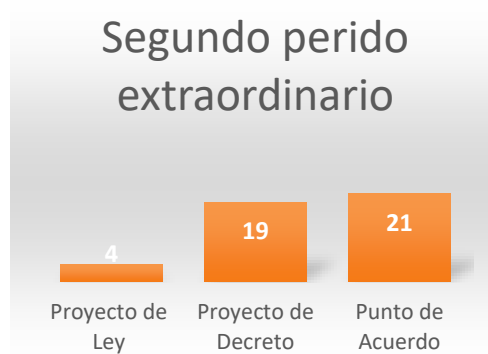 Segundo perido
extraordinario
4
19
21
Proyecto de
Ley
Proyecto de
Decreto
Punto de
Acuerdo